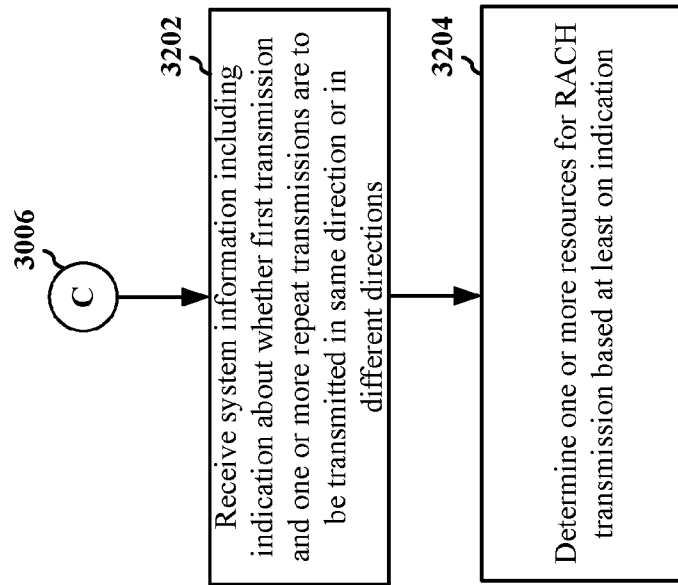 3006
C
3202
Receive system information including
indication about whether first transmission
and one or more repeat transmissions are to
be transmitted in same direction or in
different directions
3204
Determine one or more resources for RACH
transmission based at least on indication